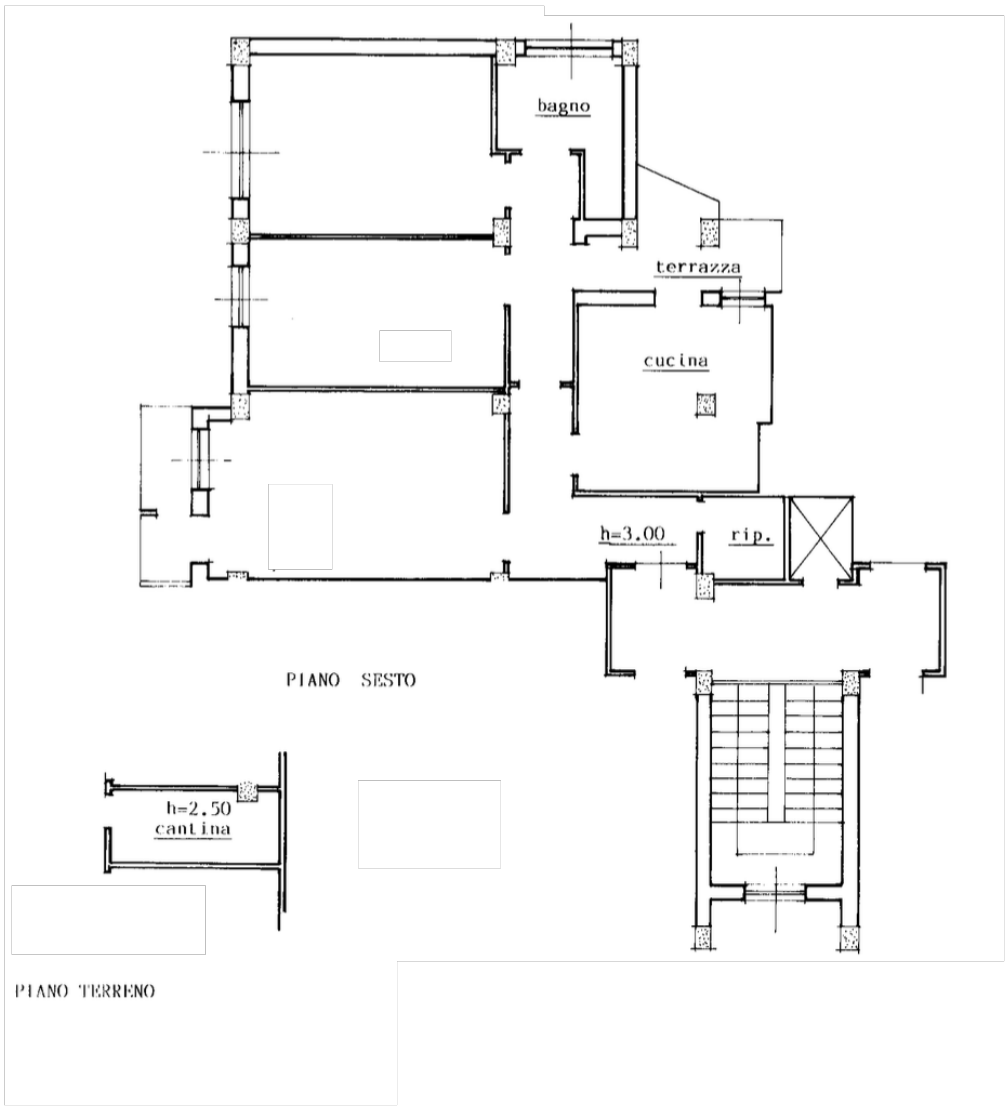 bagno
terrazza
cucina
h=3.00
rip.
PIANO SESTO
h=2.50
cantina
PIANO TERRENO